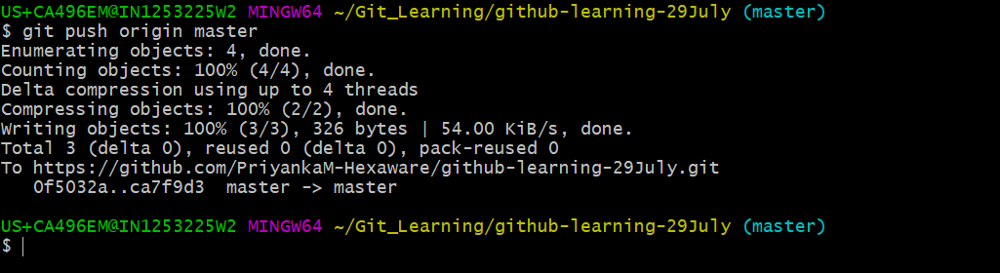 US+CA496EM@IN1253225W2 MINGW64 ~/Git_Learning/github-learning-29July (master)
$ git push origin master
Enumerating objects: 4, done.
Counting objects: 100% (4/4), done.
Delta compression using up to 4 threads
Compressing objects: 100% (2/2), done.
Writing objects: 100% (3/3), 326 bytes | 54.00 KiB/s, done.
Total 3 (delta 0), reused 0 (delta 0), pack-reused 0
To https://github.com/PriyankaM-Hexaware/github-learning-29July.git
   0f5032a..ca7f9d3  master -> master
US+CA496EM@IN1253225W2 MINGW64 ~/Git_Learning/github-learning-29July (master)
$